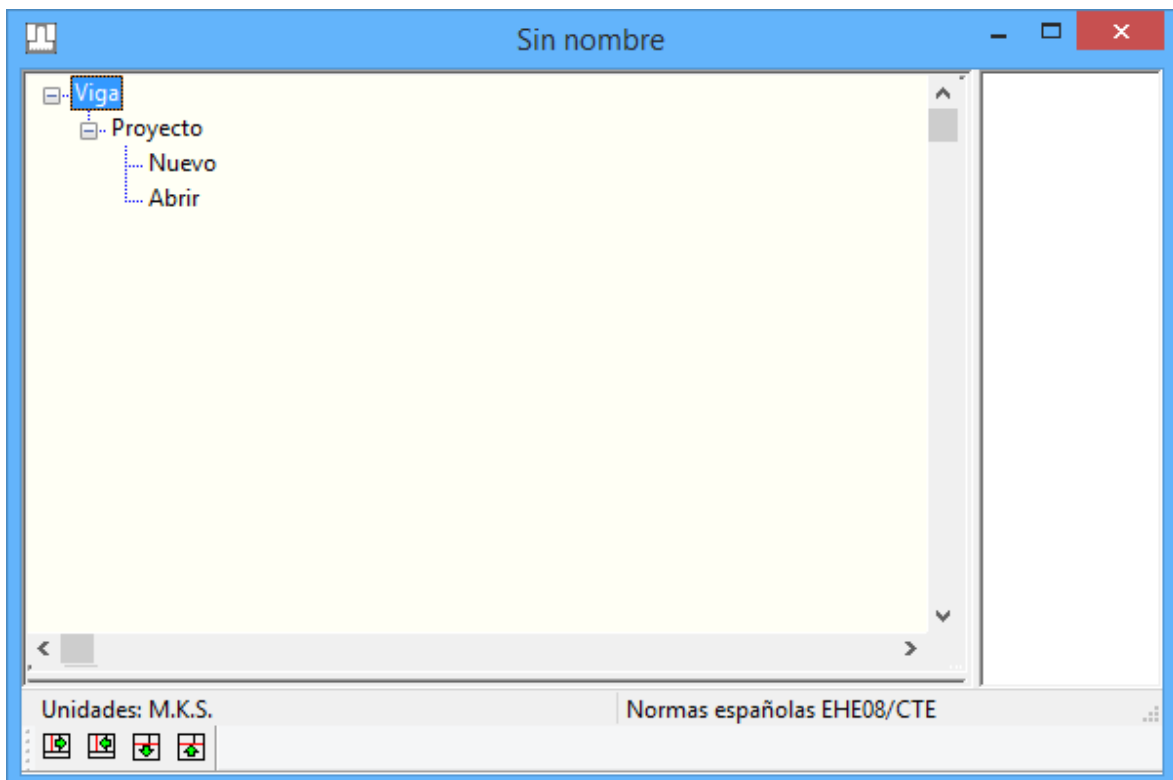 Sin nombre
Viga
Proyecto
Nuevo
Abrir
Unidades: M.K.S.
Normas españolas EHE08/CTE